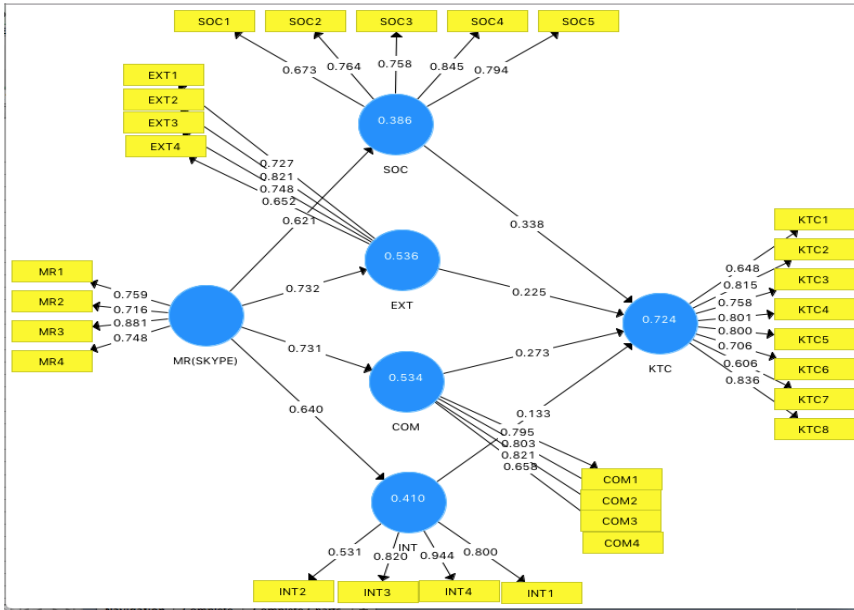 SOC1 SOC2 SOC3 SOC4 SOC5
0.673 0.764 0.758 0.845 0.794
EXT1
EXT2
EXT3
EXT4
0.386
SOC
0.727
0.821
0.748
0.652
0.621
0.338
0.536
EXT
0.732
0.225
MR1
MR2
MR3
MR4
0.759
0.716
0.881
0.748
MR(SKYPE)
0.731
0.640
0.534
COM
0.273
0.133
0.724
KTC
0.648
0.815
0.758
0.801
0.800
0.706
0.606
0.836
KTC1
KTC2
KTC3
KTC4
KTC5
KTC6
KTC7
KTC8
0.795
0.803
0.821
0.658
COM1
COM2
COM3
COM4
0.410
INT
0.531 0.820 0.944 0.800
INT2 INT3 INT4 INT1